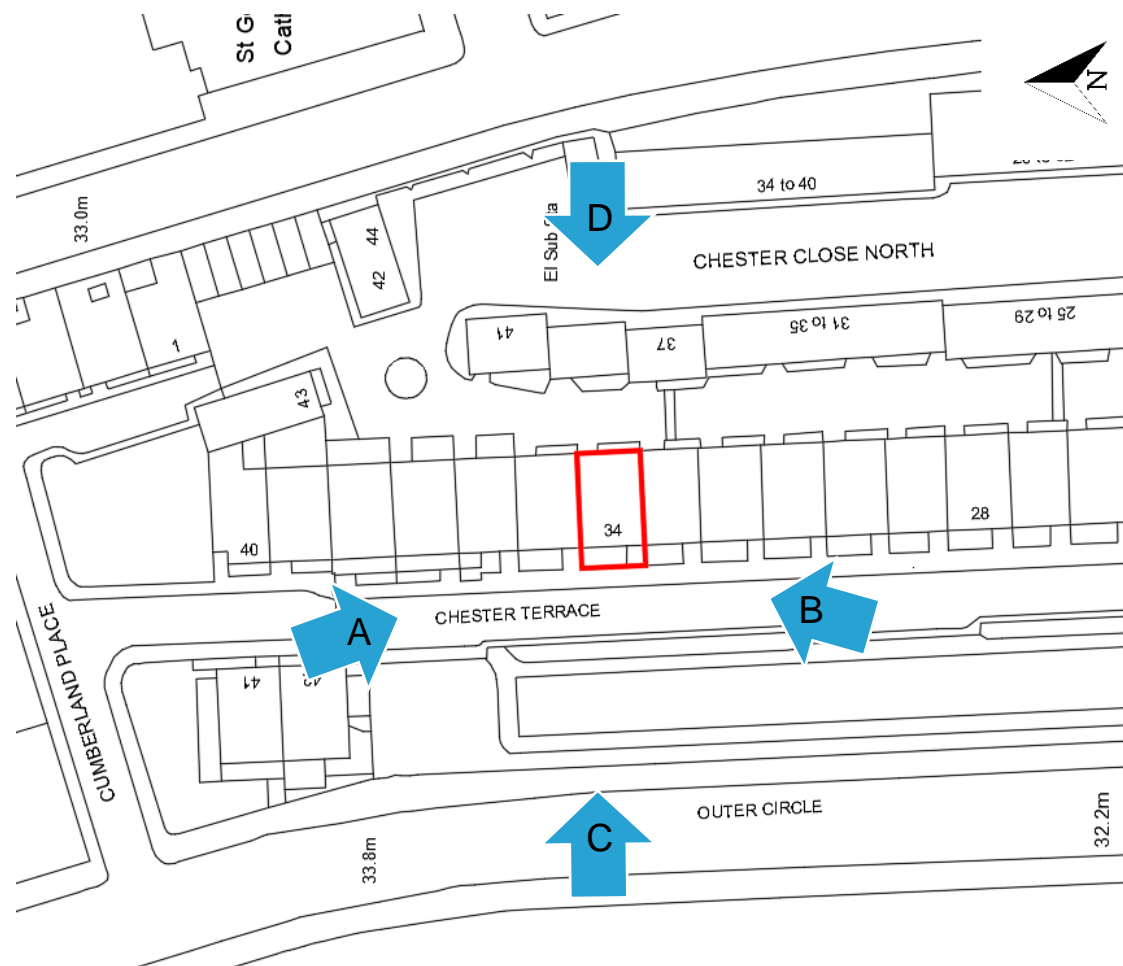 St G
Cath
N
33.0m
44
42
El Sub Sta
D
34 to 40
CHESTER CLOSE NORTH
1
41
37
31 to 35
25 to 29
43
40
34
28
CHESTER TERRACE
A
B
CUMBERLAND PLACE
41
42
C
OUTER CIRCLE
33.8m
32.2m